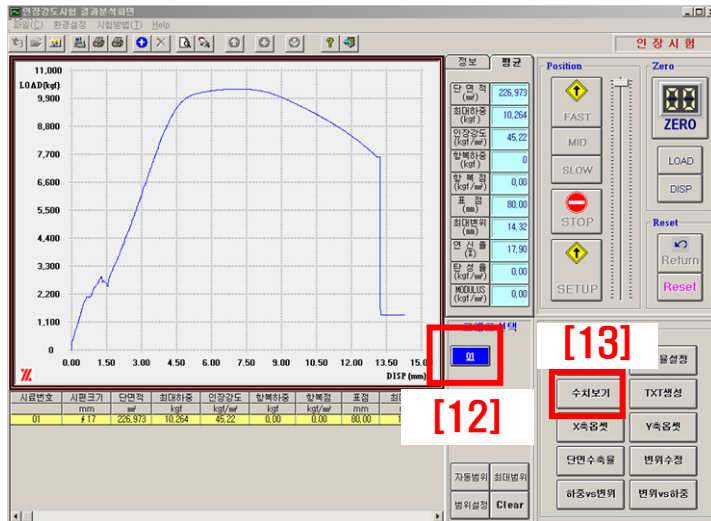 인장강도시험 결과분석화면
파일(C) 환경설정 시험방법(T) Help
인 장 시 험
11,000
LOAD(kgf)
9,900
8,800
7,700
6,600
5,500
4,400
3,300
2,200
1,100
0
0.00 1.50 3.00 4.50 6.00 7.50 9.00 10.50 12.00 13.50 15.0
DISP (mm)
정보 평균
단 면 적 (㎟) 226,973
최대하중 (kgf) 10,264
인장강도 (kgf/㎟) 45,22
항복하중 (kgf) 0
항 복 점 (kgf/㎟) 0,00
표 점 (mm) 80,00
최대변위 (mm) 14,32
연 신 율 (%) 17,90
탄 성 율 (kgf/㎟) 0,00
MODULUS (kgf/㎟) 0,00
Position
FAST
MID
SLOW
STOP
SETUP
Zero
ZERO
LOAD
DISP
Reset
Return
Reset
01
[12]
[13]
율설정
수치보기 TXT생성
X축옵셋 Y축옵셋
단면수축율 변위수정
하중vs변위 변위vs하중
자동범위 최대범위
범위설정 Clear
시료번호 시편크기 단면적 최대하중 인장강도 항복하중 항복점 표점
mm ㎟ kgf kgf/㎟ kgf kgf/㎟ mm
01 ∮17 226,973 10,264 45,22 0,00 0,00 80,00